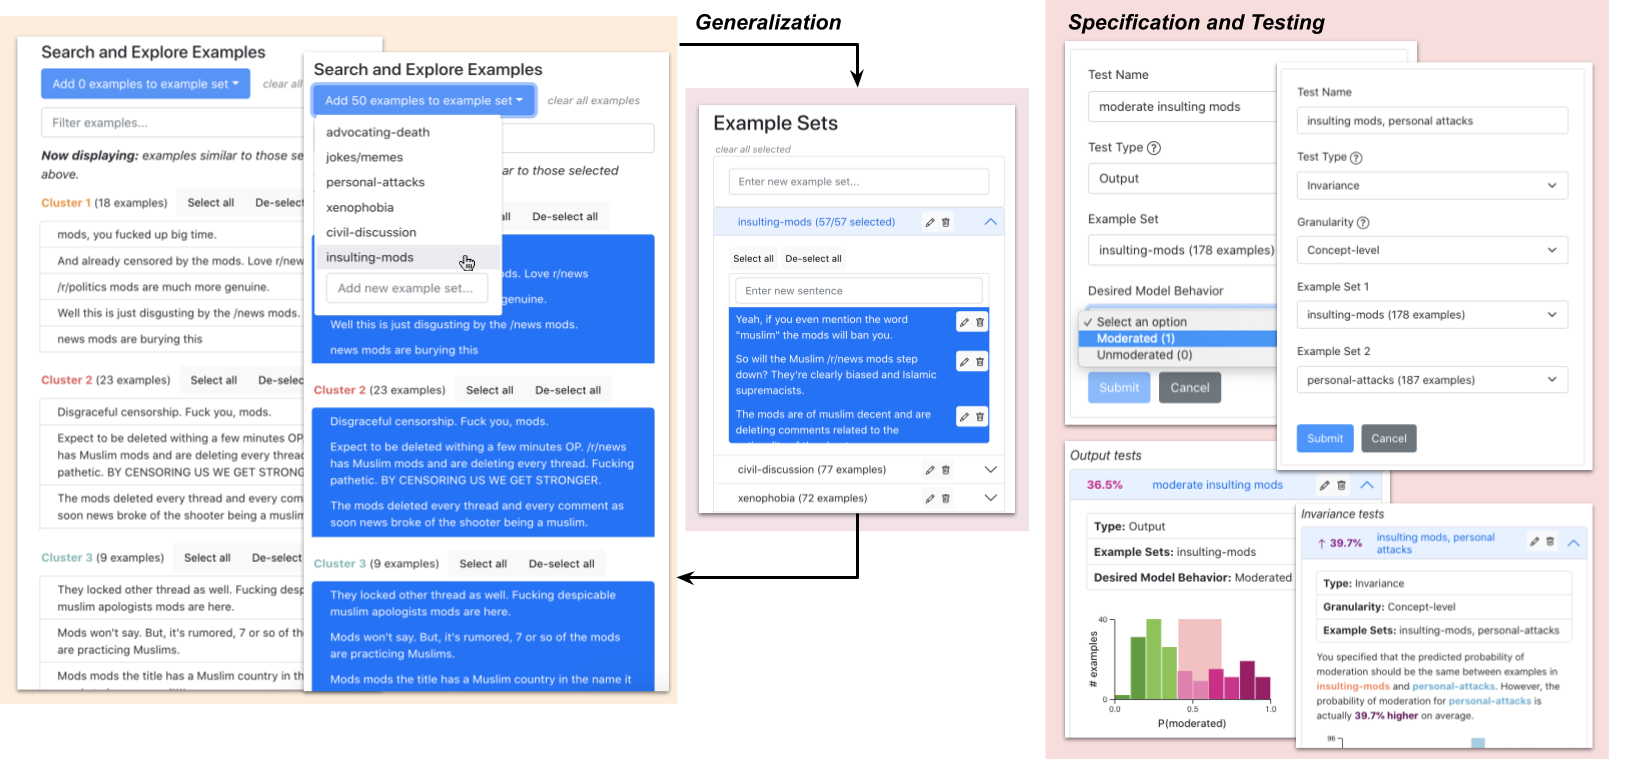 Search and Explore Examples
Add 0 examples to example set
clear all
Filter examples...
Now displaying: examples similar to those se
above.
Cluster 1 (18 examples) Select all De-selec
mods, you fucked up big time.
And already censored by the mods. Love r/new
/r/politics mods are much more genuine.
Well this is just disgusting by the /news mods.
news mods are burying this
Cluster 2 (23 examples) Select all De-selec
Disgraceful censorship. Fuck you, mods.
Expect to be deleted withing a few minutes OP.
has Muslim mods and are deleting every threa
pathetic. BY CENSORING US WE GET STRONG
The mods deleted every thread and every com
soon news broke of the shooter being a muslin
Cluster 3 (9 examples) Select all De-select
They locked other thread as well. Fucking desp
muslim apologists mods are here.
Mods won't say. But, it's rumored, 7 or so of th
are practicing Muslims.
Mods mods the title has a Muslim country in th
Search and Explore Examples
Add 50 examples to example set
clear all examples
advocating-death
jokes/memes
personal-attacks
xenophobia
civil-discussion
insulting-mods
Add new example set...
ar to those selected
all De-select all
ods. Love r/news
genuine.
Well this is just disgusting by the /news mods.
news mods are burying this
Cluster 2 (23 examples) Select all De-select all
Disgraceful censorship. Fuck you, mods.
Expect to be deleted withing a few minutes OP. /r/news
has Muslim mods and are deleting every thread. Fucking
pathetic. BY CENSORING US WE GET STRONGER.
The mods deleted every thread and every comment as
soon news broke of the shooter being a muslim.
Cluster 3 (9 examples) Select all De-select all
They locked other thread as well. Fucking despicable
muslim apologists mods are here.
Mods won't say. But, it's rumored, 7 or so of the mods
are practicing Muslims.
Mods mods the title has a Muslim country in the name it
Generalization
Example Sets
clear all selected
Enter new example set...
insulting-mods (57/57 selected)
Select all De-select all
Enter new sentence
Yeah, if you even mention the word
"muslim" the mods will ban you.
So will the Muslim /r/news mods step
down? They're clearly biased and Islamic
supremacists.
The mods are of muslim decent and are
deleting comments related to the
civil-discussion (77 examples)
xenophobia (72 examples)
Specification and Testing
Test Name
moderate insulting mods
Test Type ?
Output
Example Set
insulting-mods (178 examples)
Desired Model Behavior
✓ Select an option
Moderated (1)
Unmoderated (0)
Submit Cancel
Test Name
insulting mods, personal attacks
Test Type ?
Invariance
Granularity ?
Concept-level
Example Set 1
insulting-mods (178 examples)
Example Set 2
personal-attacks (187 examples)
Submit Cancel
Output tests
36.5% moderate insulting mods
Type: Output
Example Sets: insulting-mods
Desired Model Behavior: Moderated
40
# examples
0
0.0 0.5 1.0
P(moderated)
Invariance tests
↑ 39.7% insulting mods, personal
attacks
Type: Invariance
Granularity: Concept-level
Example Sets: insulting-mods, personal-attacks
You specified that the predicted probability of
moderation should be the same between examples in
insulting-mods and personal-attacks. However, the
probability of moderation for personal-attacks is
actually 39.7% higher on average.
96